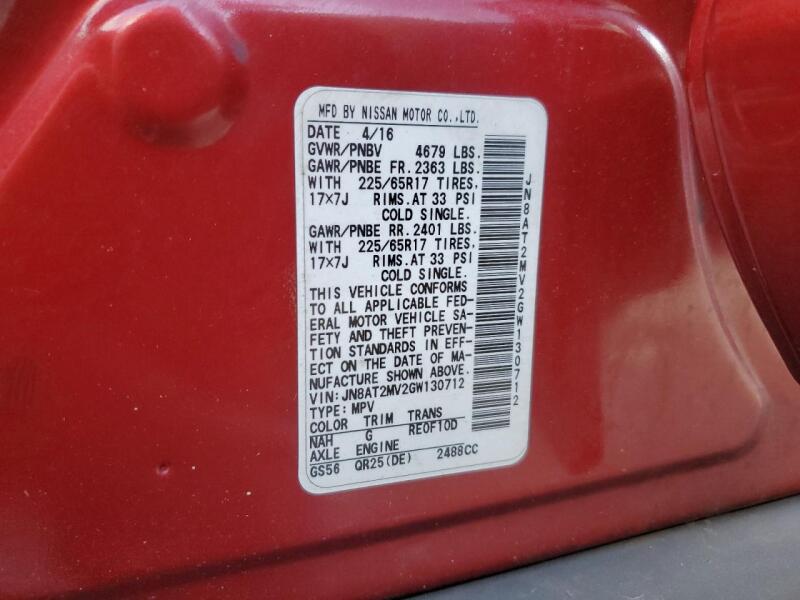 MFD BY NISSAN MOTOR CO.,LTD.
DATE 4/16
GVWR/PNBV 4679 LBS.
GAWR/PNBE FR. 2363 LBS.
WITH 225/65R17 TIRES,
17×7J RIMS.AT 33 PSI
COLD SINGLE.
GAWR/PNBE RR. 2401 LBS.
WITH 225/65R17 TIRES,
17×7J RIMS.AT 33 PSI
COLD SINGLE.
THIS VEHICLE CONFORMS
TO ALL APPLICABLE FED-
ERAL MOTOR VEHICLE SA-
FETY AND THEFT PREVEN-
TION STANDARDS IN EFF-
ECT ON THE DATE OF MA-
NUFACTURE SHOWN ABOVE.
VIN: JN8AT2MV2GW130712
TYPE: MPV
COLOR TRIM TRANS
NAH G RE0F10D
AXLE ENGINE
GS56 QR25(DE) 2488CC
JN8AT2MV2GW130712